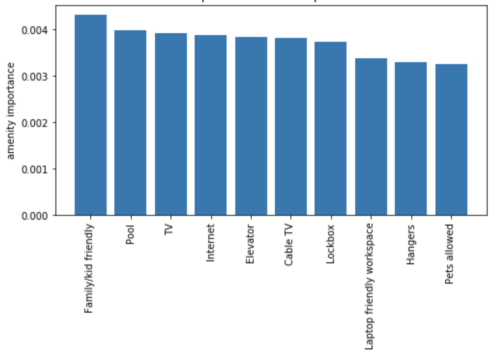 amenity importance
0.004
0.003
0.002
0.001
0.000
Family/kid friendly
Pool
TV
Internet
Elevator
Cable TV
Lockbox
Laptop friendly workspace
Hangers
Pets allowed